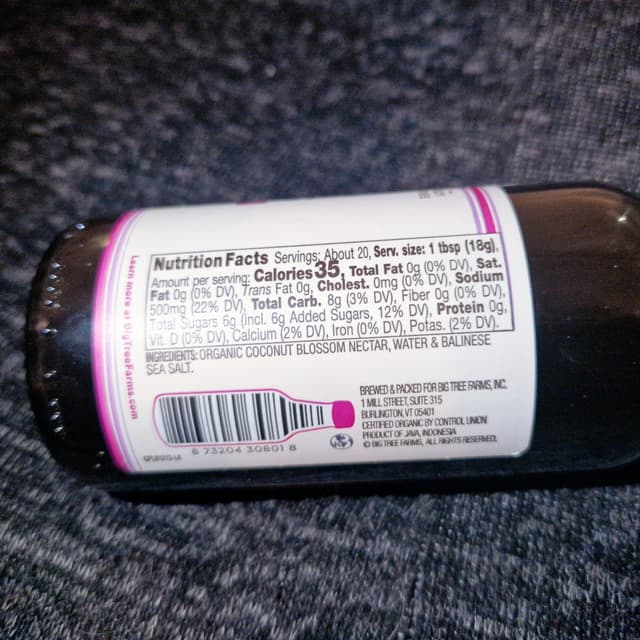 Nutrition Facts Servings: About 20, Serv. size: 1 tbsp (18g),
Amount per serving: Calories 35, Total Fat 0g (0% DV), Sat.
Fat 0g (0% DV), Trans Fat 0g, Cholest. 0mg (0% DV), Sodium
500mg (22% DV), Total Carb. 8g (3% DV), Fiber 0g (0% DV),
Total Sugars 6g (Incl. 6g Added Sugars, 12% DV), Protein 0g,
Vit. D (0% DV), Calcium (2% DV), Iron (0% DV), Potas. (2% DV).
INGREDIENTS: ORGANIC COCONUT BLOSSOM NECTAR, WATER & BALINESE
SEA SALT.
Learn more at BigTreeFarms.com
BREWED & PACKED FOR BIG TREE FARMS, INC.
1 MILL STREET, SUITE 315
BURLINGTON, VT 05401
CERTIFIED ORGANIC BY CONTROL UNION
PRODUCT OF JAVA, INDONESIA
© BIG TREE FARMS, ALL RIGHTS RESERVED.
8 73204 30801 8